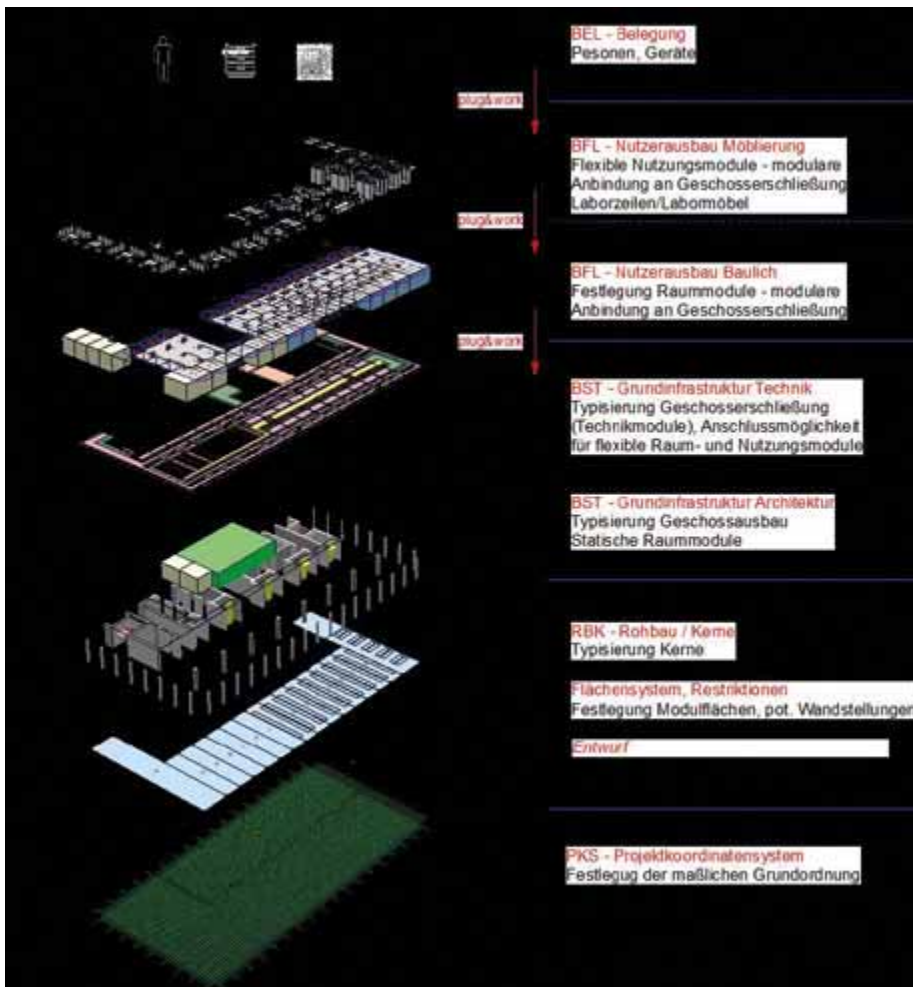 BEL - Belegung
Pesonen, Geräte
plug&work
BFL - Nutzerausbau Möblierung
Flexible Nutzungsmodule - modulare
Anbindung an Geschosserschließung
Laborzeilen/Labormöbel
plug&work
BFL - Nutzerausbau Baulich
Festlegung Raummodule - modulare
Anbindung an Geschosserschließung
plug&work
BST - Grundinfrastruktur Technik
Typisierung Geschosserschließung
(Technikmodule), Anschlussmöglichkeit
für flexible Raum- und Nutzungsmodule
BST - Grundinfrastruktur Architektur
Typisierung Geschossausbau
Statische Raummodule
RBK - Rohbau / Kerne
Typisierung Kerne
Flächensystem, Restriktionen
Festlegung Modulflächen, pot. Wandstellungen
Entwurf
PKS - Projektkoordinatensystem
Festlegug der maßlichen Grundordnung